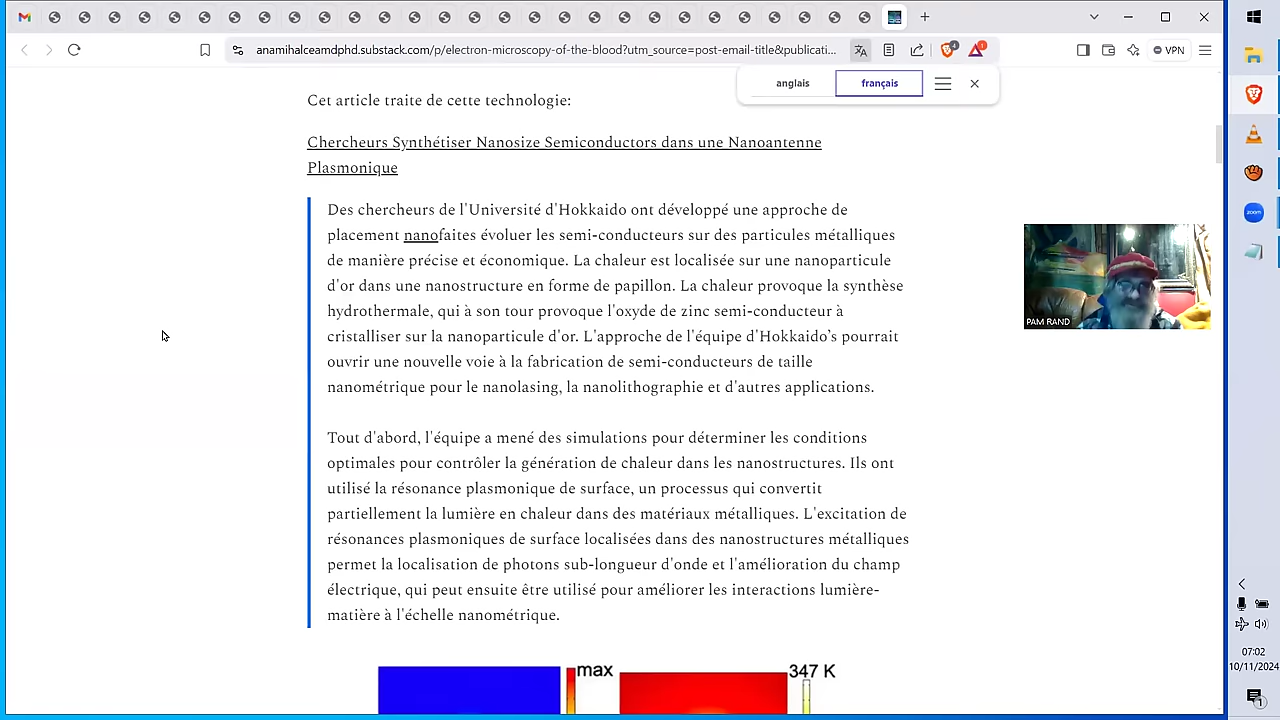 amamihalceamdphd.substack.com/p/electron-microscopy-of-the-blood?utm_source=post-email-title&publicati...
4
1
VPN
anglais
français
Cet article traite de cette technologie:
Chercheurs Synthétiser Nanosize Semiconductors dans une Nanoantenne
Plasmonique
Des chercheurs de l'Université d'Hokkaido ont développé une approche de
placement nanofaites évoluer les semi-conducteurs sur des particules métalliques
de manière précise et économique. La chaleur est localisée sur une nanoparticule
d'or dans une nanostructure en forme de papillon. La chaleur provoque la synthèse
hydrothermale, qui à son tour provoque l'oxyde de zinc semi-conducteur à
cristalliser sur la nanoparticule d'or. L'approche de l'équipe d'Hokkaido’s pourrait
ouvrir une nouvelle voie à la fabrication de semi-conducteurs de taille
nanométrique pour le nanolasing, la nanolithographie et d'autres applications.
Tout d'abord, l'équipe a mené des simulations pour déterminer les conditions
optimales pour contrôler la génération de chaleur dans les nanostructures. Ils ont
utilisé la résonance plasmonique de surface, un processus qui convertit
partiellement la lumière en chaleur dans des matériaux métalliques. L'excitation de
résonances plasmoniques de surface localisées dans des nanostructures métalliques
permet la localisation de photons sub-longueur d'onde et l'amélioration du champ
électrique, qui peut ensuite être utilisé pour améliorer les interactions lumière-
matière à l'échelle nanométrique.
max
347 K
PAM RAND
zoom
07:02
10/11/2024
1